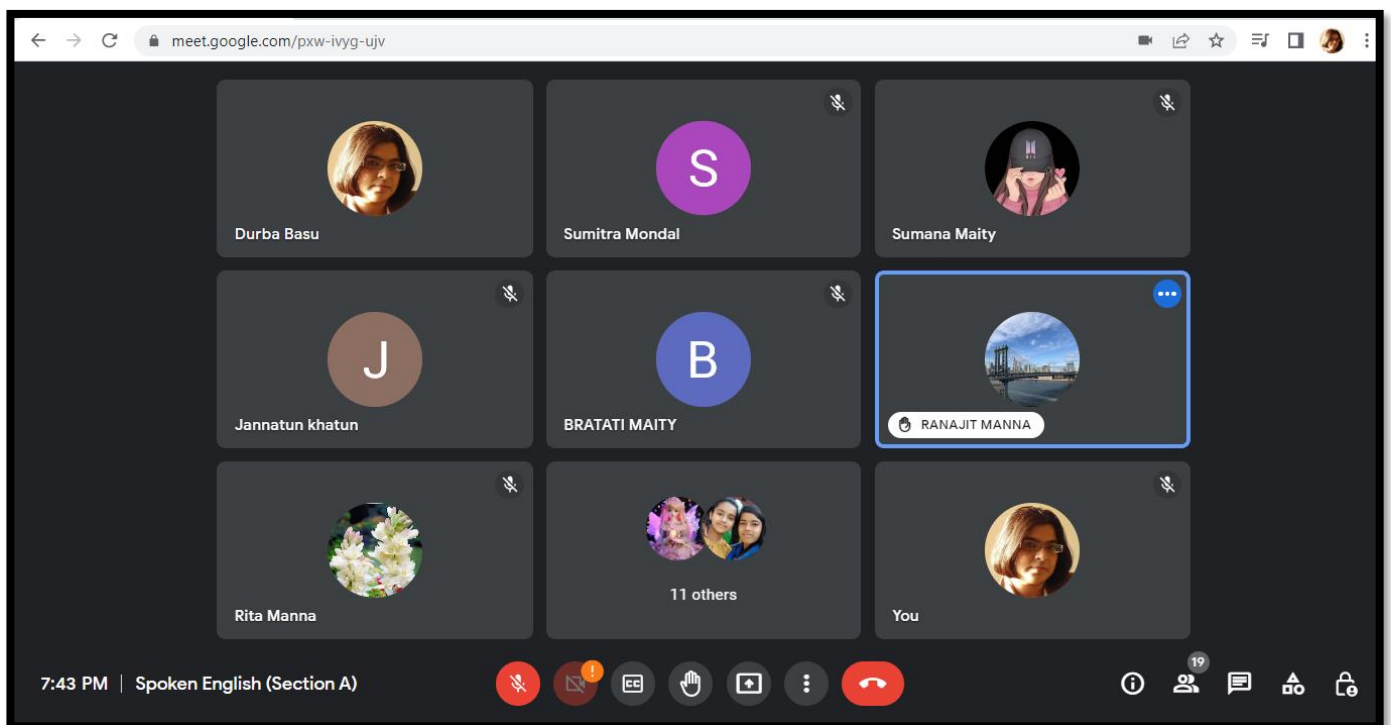 meet.google.com/pxw-ivyg-ujv
Durba Basu
S
Sumitra Mondal
Sumana Maity
J
Jannatun khatun
B
BRATATI MAITY
RANAJIT MANNA
Rita Manna
11 others
You
7:43 PM | Spoken English (Section A)
!
CC
19